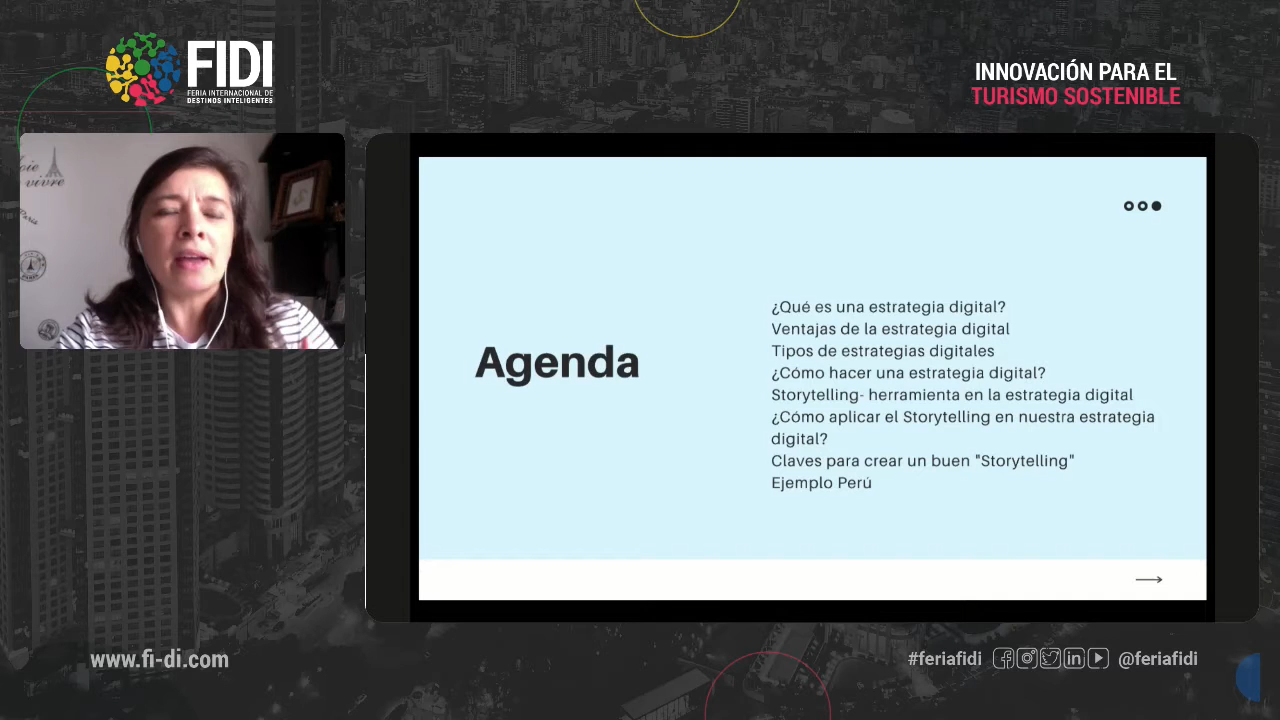 FIDI
FERIA INTERNACIONAL DE
DESTINOS INTELIGENTES
INNOVACIÓN PARA EL
TURISMO SOSTENIBLE
vivre
Agenda
¿Qué es una estrategia digital?
Ventajas de la estrategia digital
Tipos de estrategias digitales
¿Cómo hacer una estrategia digital?
Storytelling- herramienta en la estrategia digital
¿Cómo aplicar el Storytelling en nuestra estrategia
digital?
Claves para crear un buen "Storytelling"
Ejemplo Perú
www.fi-di.com
#feriafidi
@feriafidi